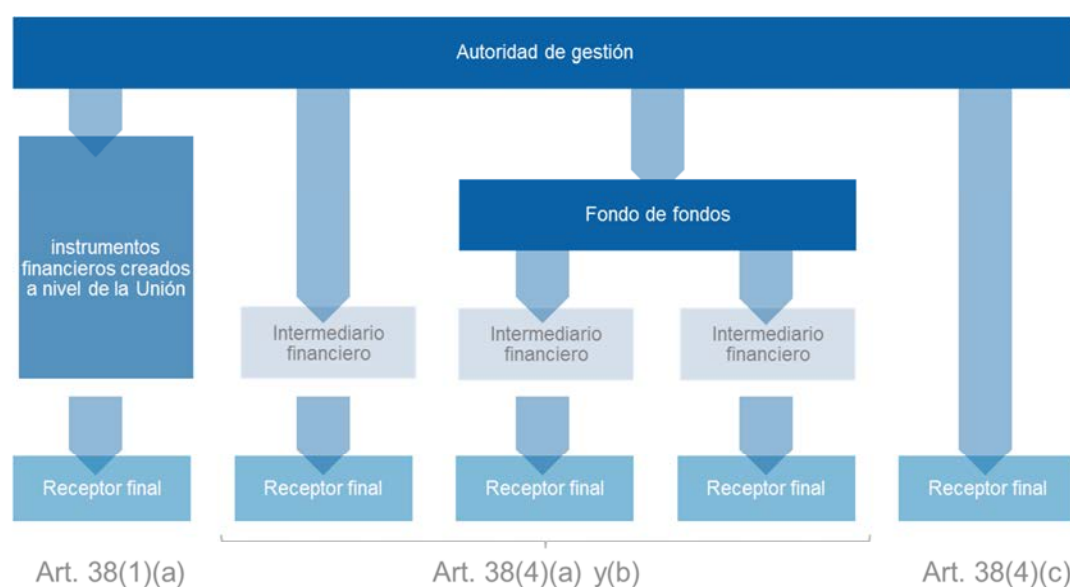 Autoridad de gestión
Fondo de fondos
instrumentos
financieros creados
a nivel de la Unión
Intermediario
financiero
Intermediario
financiero
Intermediario
financiero
Receptor final
Receptor final
Receptor final
Receptor final
Receptor final
Art. 38(1)(a)
Art. 38(4)(a) y(b)
Art. 38(4)(c)